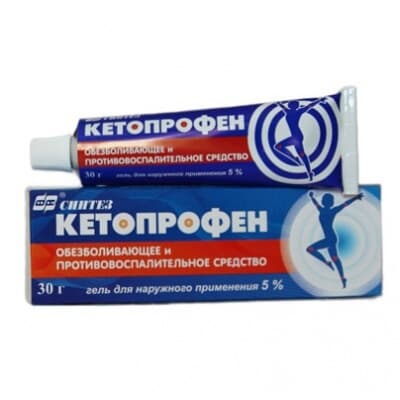 СИНТЕЗ
КЕТОПРОФЕН
ОБЕЗБОЛИВАЮЩЕЕ и
ПРОТИВОВОСПАЛИТЕЛЬНОЕ СРЕДСТВО
30 г гель для наружного применения 5 %
СИНТЕЗ
КЕТОПРОФЕН
ОБЕЗБОЛИВАЮЩЕЕ и
ПРОТИВОВОСПАЛИТЕЛЬНОЕ СРЕДСТВО
30 г гель для наружного применения 5 %